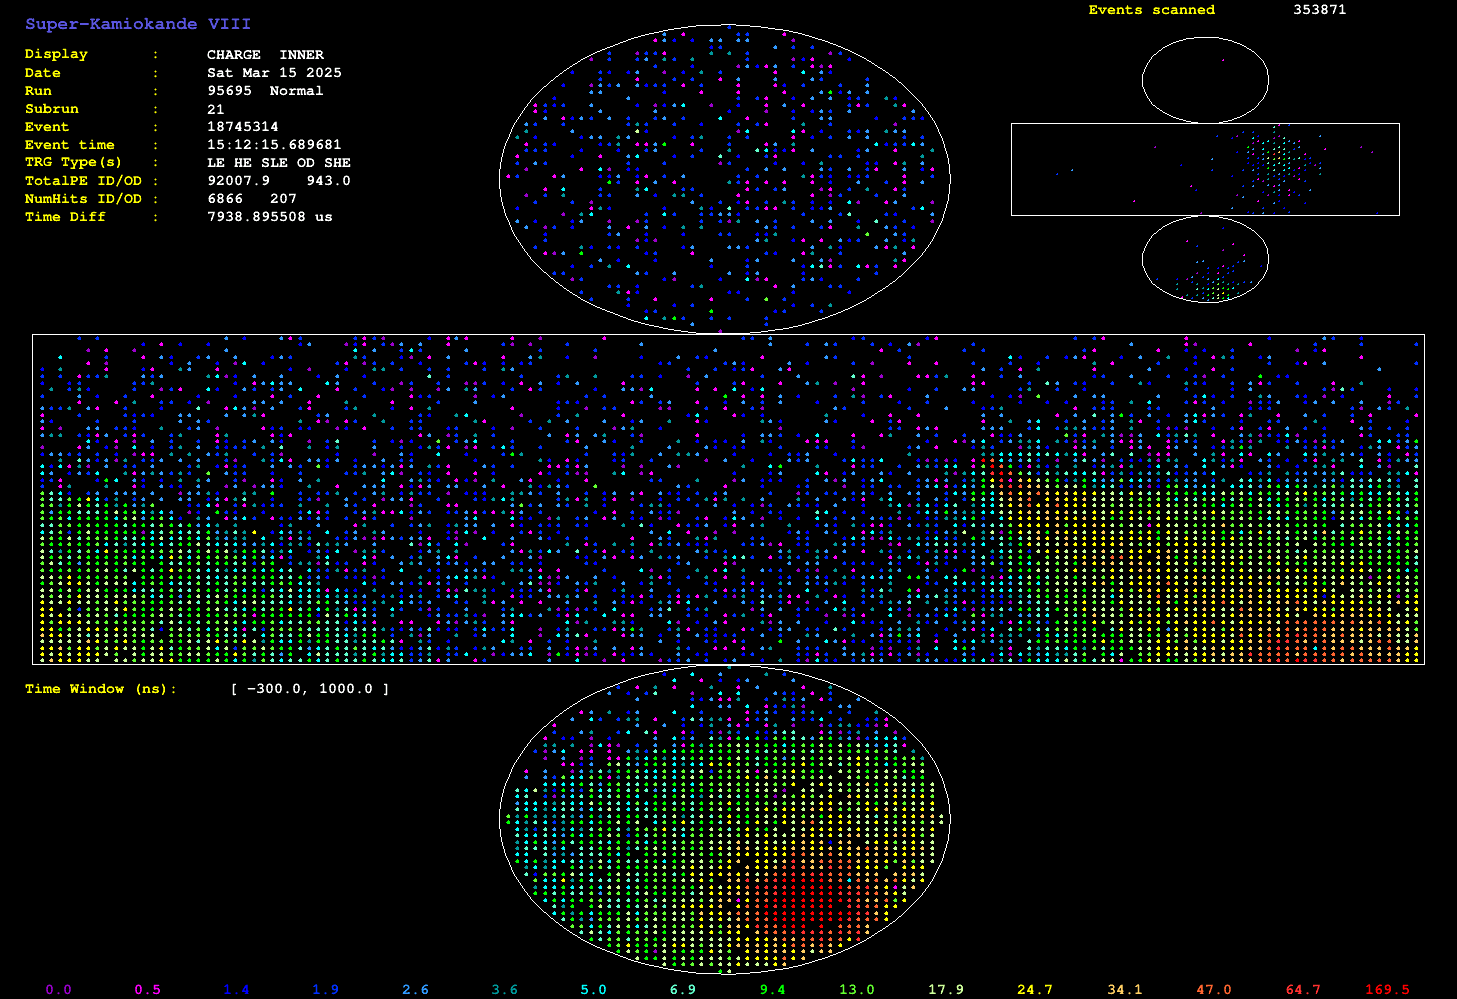 Super-Kamiokande VIII
Events scanned 353871
Display : CHARGE INNER
Date : Sat Mar 15 2025
Run : 95695 Normal
Subrun : 21
Event : 18745314
Event time : 15:12:15.689681
TRG Type(s) : LE HE SLE OD SHE
TotalPE ID/OD : 92007.9 943.0
NumHits ID/OD : 6866 207
Time Diff : 7938.895508 us
Time Window (ns): [ -300.0, 1000.0 ]
0.0 0.5 1.4 1.9 2.6 3.6 5.0 6.9 9.4 13.0 17.9 24.7 34.1 47.0 64.7 169.5